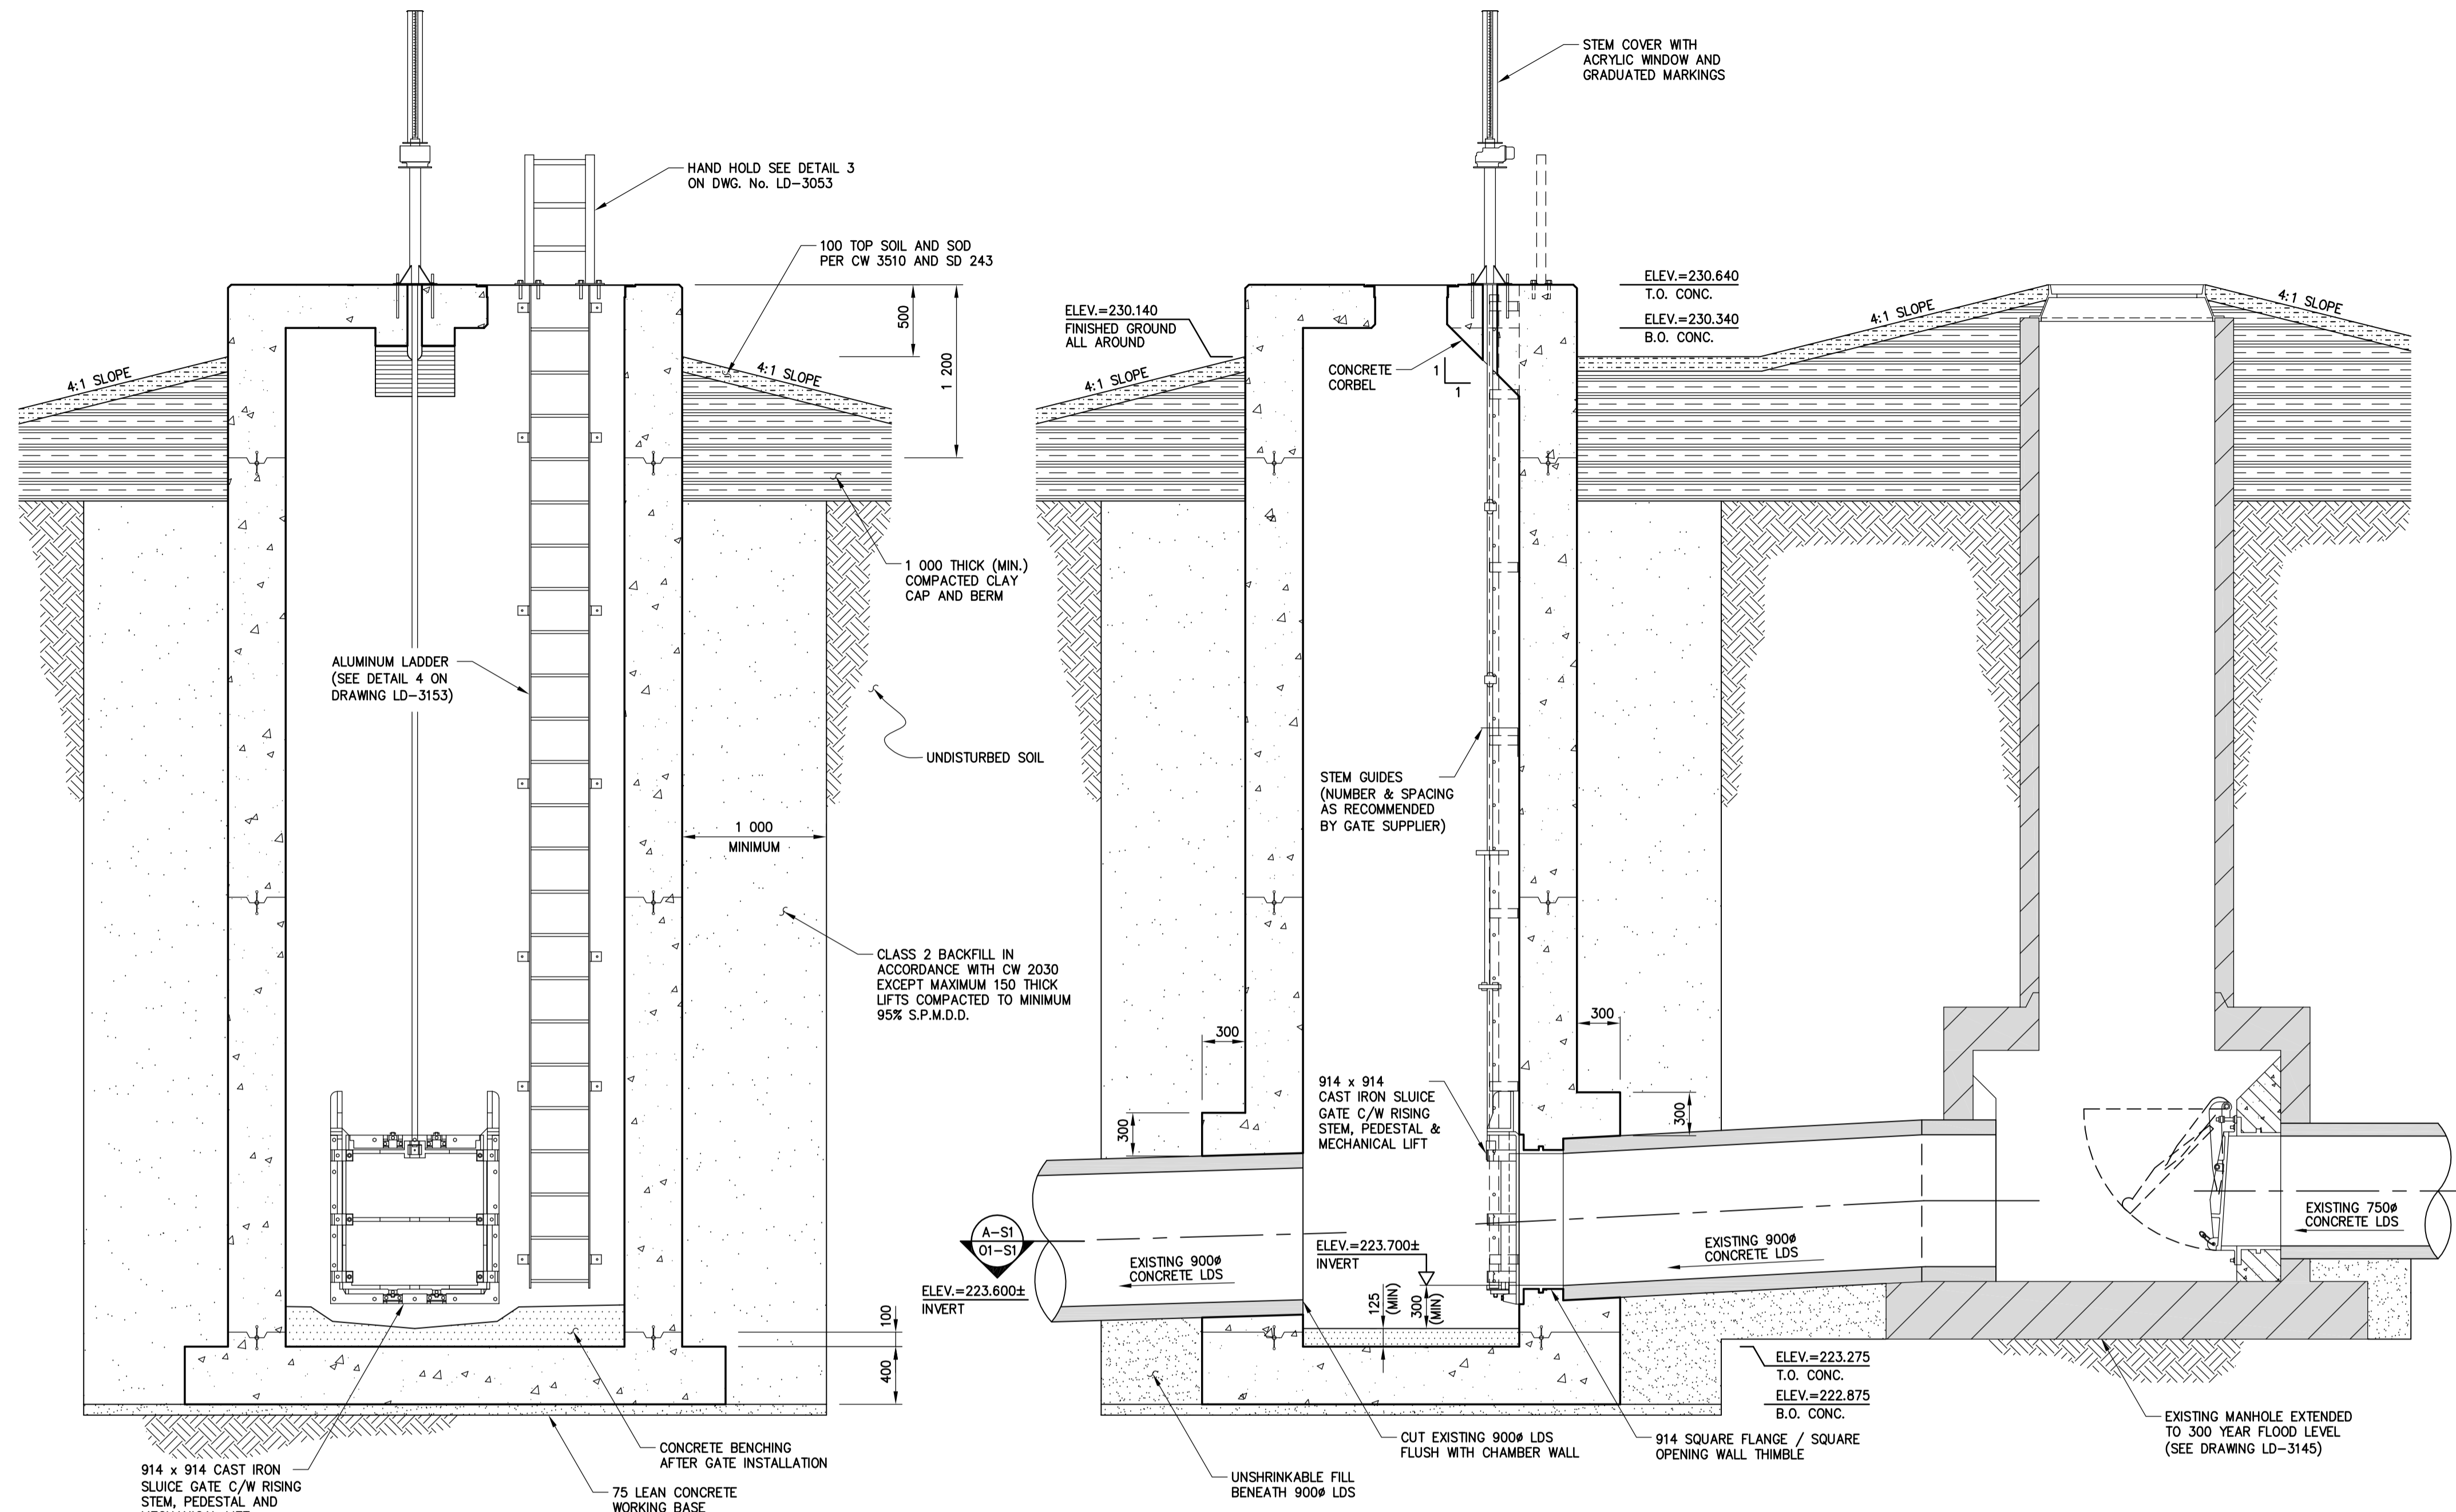 HAND HOLD SEE DETAIL 3
ON DWG. No. LD-3053
100 TOP SOIL AND SOD
PER CW 3510 AND SD 243
4:1 SLOPE
4:1 SLOPE
500
1 200
1 000 THICK (MIN.)
COMPACTED CLAY
CAP AND BERM
ALUMINUM LADDER
(SEE DETAIL 4 ON
DRAWING LD-3153)
UNDISTURBED SOIL
1 000
MINIMUM
CLASS 2 BACKFILL IN
ACCORDANCE WITH CW 2030
EXCEPT MAXIMUM 150 THICK
LIFTS COMPACTED TO MINIMUM
95% S.P.M.D.D.
100
400
CONCRETE BENCHING
AFTER GATE INSTALLATION
75 LEAN CONCRETE
WORKING BASE
914 x 914 CAST IRON
SLUICE GATE C/W RISING
STEM, PEDESTAL AND
STEM COVER WITH
ACRYLIC WINDOW AND
GRADUATED MARKINGS
ELEV.=230.640
T.O. CONC.
ELEV.=230.340
B.O. CONC.
ELEV.=230.140
FINISHED GROUND
ALL AROUND
4:1 SLOPE
4:1 SLOPE
4:1 SLOPE
CONCRETE
CORBEL
1
1
STEM GUIDES
(NUMBER & SPACING
AS RECOMMENDED
BY GATE SUPPLIER)
300
300
300
300
914 x 914
CAST IRON SLUICE
GATE C/W RISING
STEM, PEDESTAL &
MECHANICAL LIFT
A-S1
01-S1
EXISTING 900ø
CONCRETE LDS
ELEV.=223.600±
INVERT
ELEV.=223.700±
INVERT
125
(MIN)
300
(MIN)
EXISTING 900ø
CONCRETE LDS
EXISTING 750ø
CONCRETE LDS
ELEV.=223.275
T.O. CONC.
ELEV.=222.875
B.O. CONC.
CUT EXISTING 900ø LDS
FLUSH WITH CHAMBER WALL
914 SQUARE FLANGE / SQUARE
OPENING WALL THIMBLE
UNSHRINKABLE FILL
BENEATH 900ø LDS
EXISTING MANHOLE EXTENDED
TO 300 YEAR FLOOD LEVEL
(SEE DRAWING LD-3145)